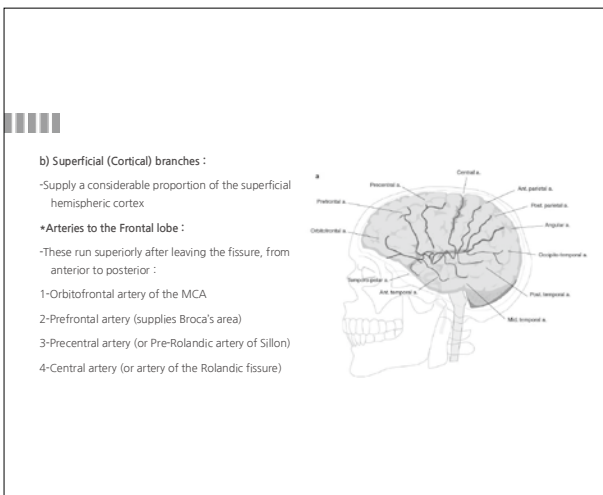 b) Superficial (Cortical) branches :
-Supply a considerable proportion of the superficial
hemispheric cortex
*Arteries to the Frontal lobe :
-These run superiorly after leaving the fissure, from
anterior to posterior :
1-Orbitofrontal artery of the MCA
2-Prefrontal artery (supplies Broca's area)
3-Precentral artery (or Pre-Rolandic artery of Sillon)
4-Central artery (or artery of the Rolandic fissure)
a
Central a.
Precentral a.
Ant. parietal a.
Prefrontal a.
Post. parietal a.
Angular a.
Orbitofrontal a.
Occipito-temporal a.
Temporopolar a.
Ant. temporal a.
Post. temporal a.
Mid. temporal a.